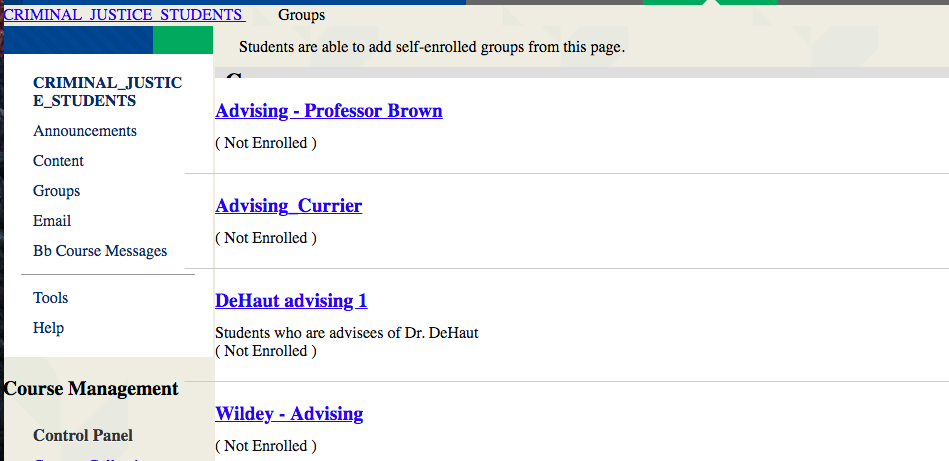 CRIMINAL_JUSTICE_STUDENTS
Groups
Students are able to add self-enrolled groups from this page.
CRIMINAL_JUSTIC
E_STUDENTS
Announcements
Content
Groups
Email
Bb Course Messages
Tools
Help
Course Management
Control Panel
Advising - Professor Brown
( Not Enrolled )
Advising_Currier
( Not Enrolled )
DeHaut advising 1
Students who are advisees of Dr. DeHaut
( Not Enrolled )
Wildey - Advising
( Not Enrolled )